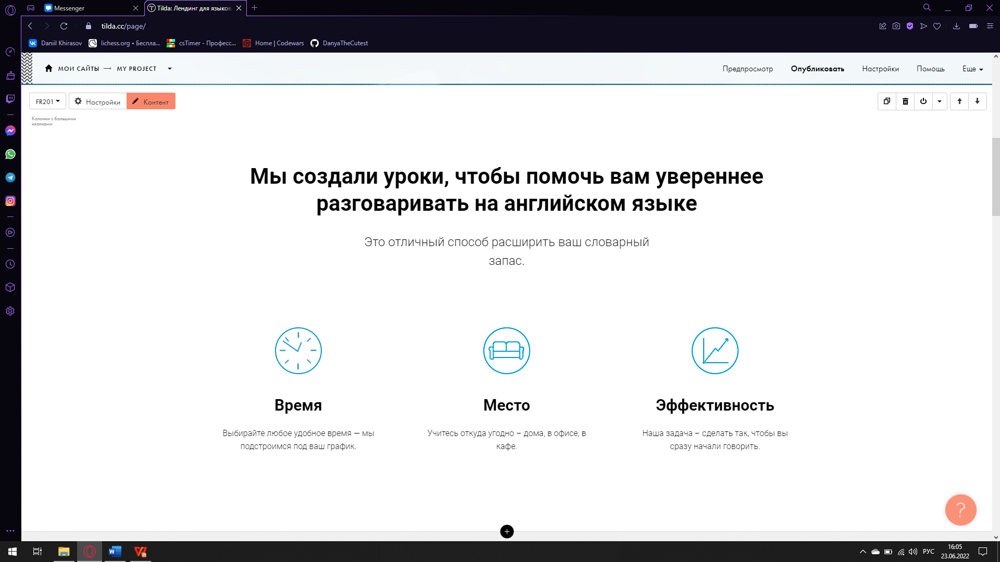 Messenger
Tilda: Лендинг для языков
tilda.cc/page/
Daniil Khirasov
lichess.org • Беспла...
csTimer - Професс...
Home | Codewars
DanyaTheCutest
МОИ САЙТЫ → MY PROJECT
Предпросмотр
Опубликовать
Настройки
Помощь
Еще
FR201
Настройки
Контент
Колонки с большими
иконками
Мы создали уроки, чтобы помочь вам увереннее
разговаривать на английском языке
Это отличный способ расширить ваш словарный
запас.
Время
Выбирайте любое удобное время — мы
подстроимся под ваш график.
Место
Учитесь откуда угодно – дома, в офисе, в
кафе.
Эффективность
Наша задача – сделать так, чтобы вы
сразу начали говорить.
?
РУС
16:05
23.06.2022